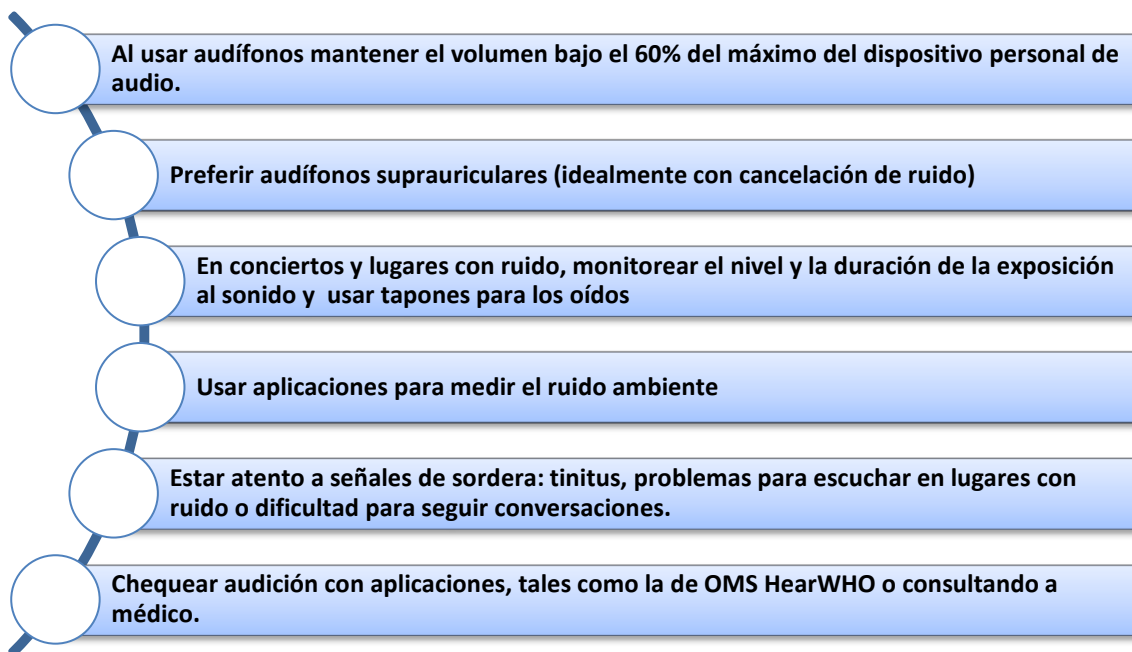 Al usar audífonos mantener el volumen bajo el 60% del máximo del dispositivo personal de
audio.
Preferir audífonos suprauriculares (idealmente con cancelación de ruido)
En conciertos y lugares con ruido, monitorear el nivel y la duración de la exposición
al sonido y  usar tapones para los oídos
Usar aplicaciones para medir el ruido ambiente
Estar atento a señales de sordera: tinitus, problemas para escuchar en lugares con
ruido o dificultad para seguir conversaciones.
Chequear audición con aplicaciones, tales como la de OMS HearWHO o consultando a
médico.